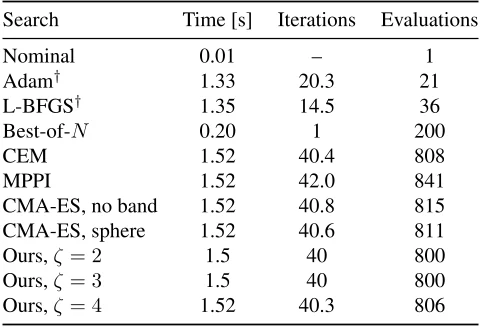 Search Time [s] Iterations Evaluations
Nominal 0.01 – 1
Adam† 1.33 20.3 21
L-BFGS† 1.35 14.5 36
Best-of-N 0.20 1 200
CEM 1.52 40.4 808
MPPI 1.52 42.0 841
CMA-ES, no band 1.52 40.8 815
CMA-ES, sphere 1.52 40.6 811
Ours, ζ = 2 1.5 40 800
Ours, ζ = 3 1.5 40 800
Ours, ζ = 4 1.52 40.3 806